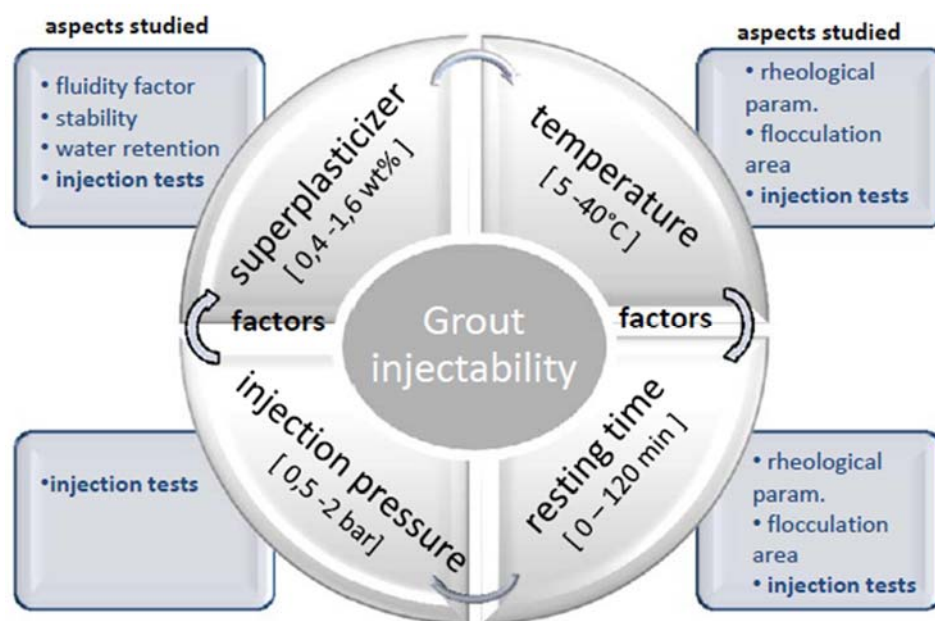 aspects studied
• fluidity factor
• stability
• water retention
• injection tests
superplasticizer
[ 0,4 -1,6 wt% ]
temperature
[ 5 -40°C ]
aspects studied
• rheological
param.
• flocculation
area
• injection tests
factors
Grout
injectability
factors
•injection tests
injection pressure
[ 0,5 -2 bar]
resting time
[ 0 – 120 min ]
• rheological
param.
• flocculation
area
• injection tests